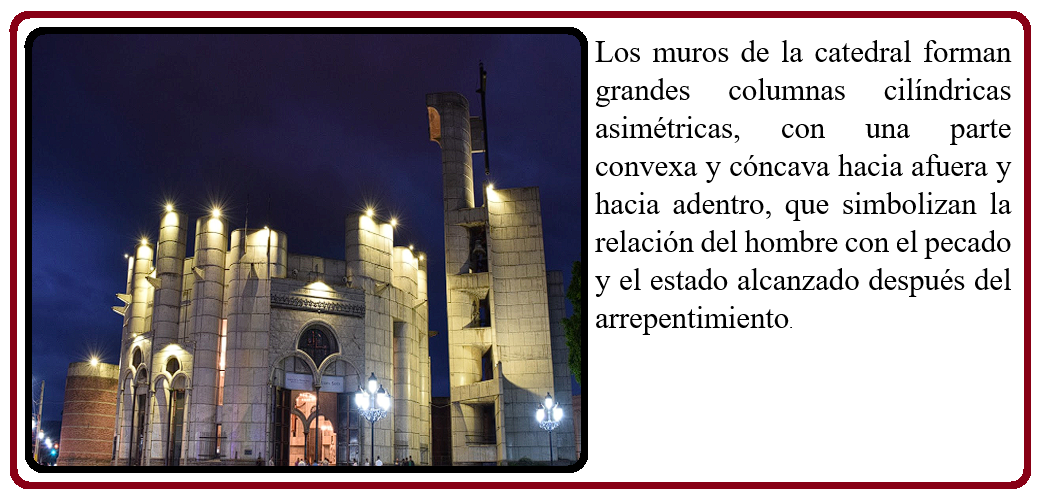 Los muros de la catedral forman
grandes columnas cilíndricas
asimétricas, con una parte
convexa y cóncava hacia afuera y
hacia adentro, que simbolizan la
relación del hombre con el pecado
y el estado alcanzado después del
arrepentimiento.